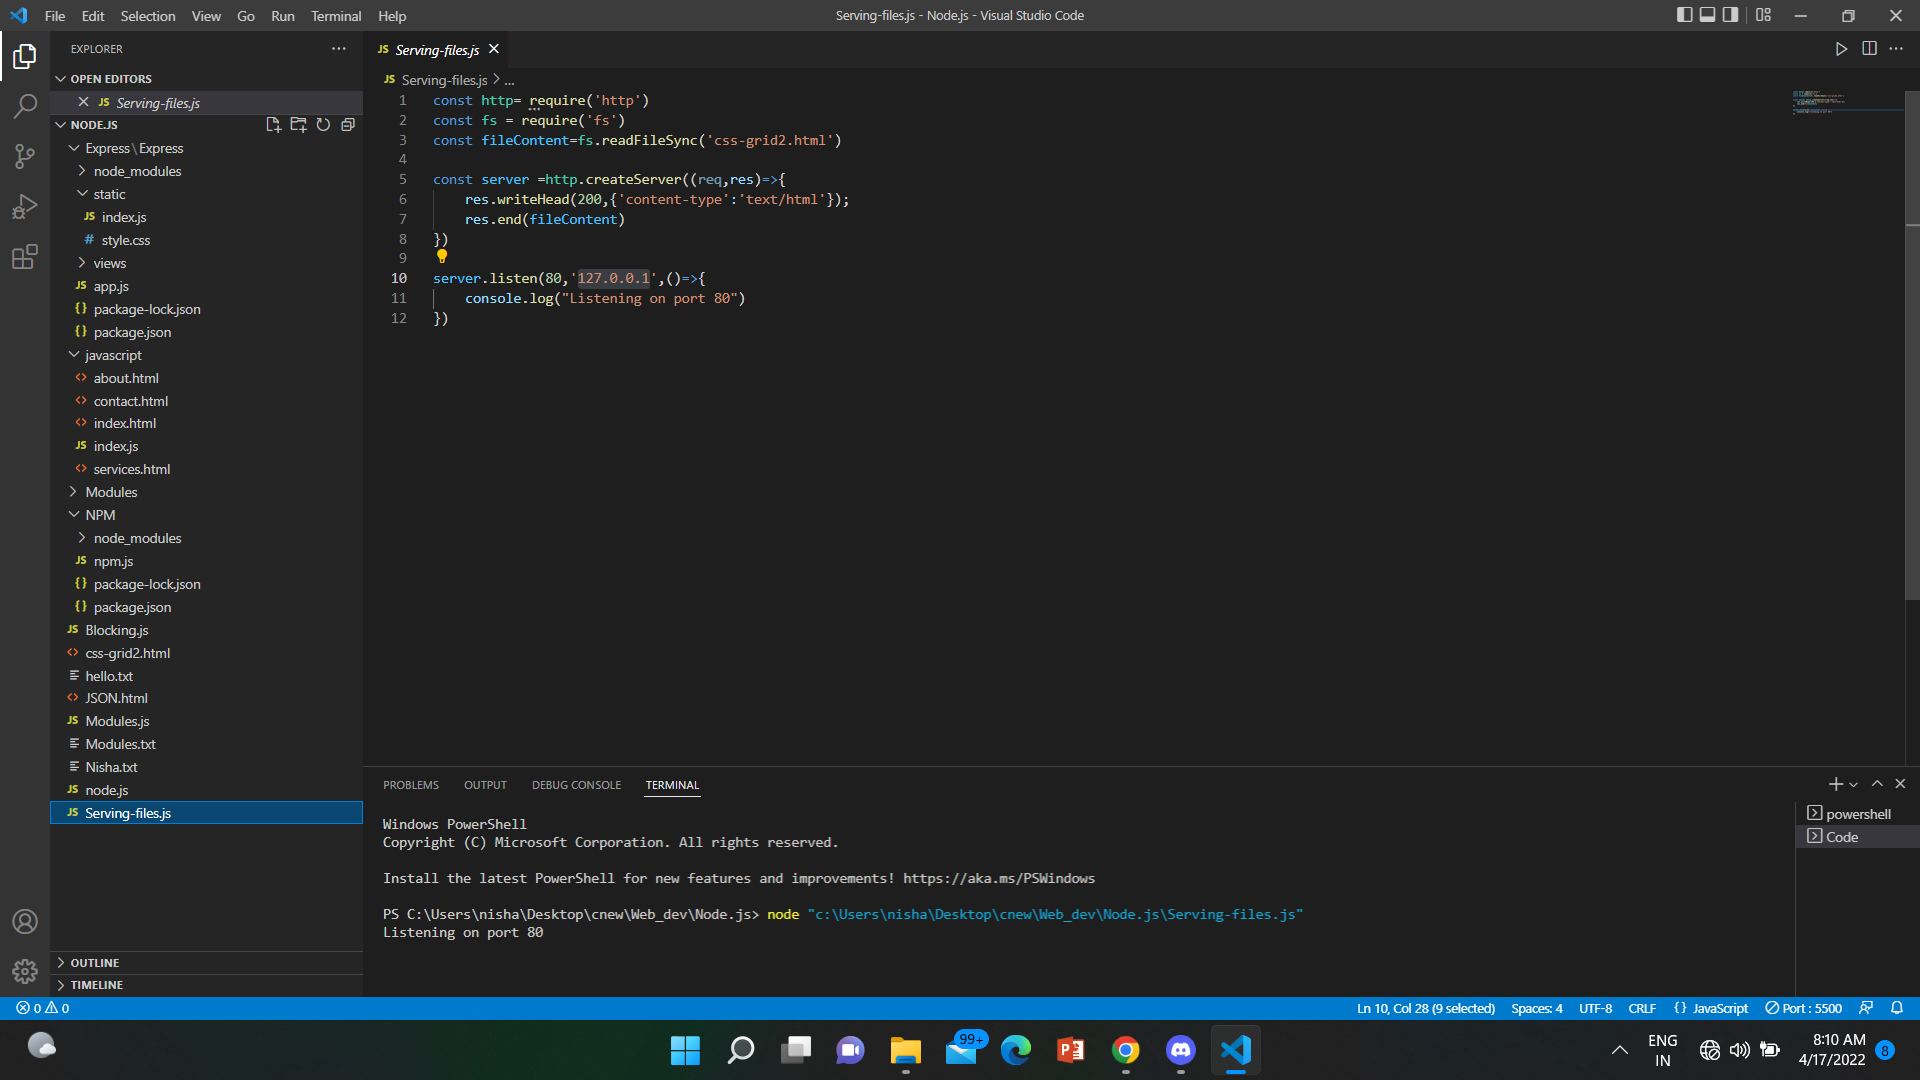 File Edit Selection View Go Run Terminal Help
Serving-files.js - Node.js - Visual Studio Code
EXPLORER
OPEN EDITORS
JS Serving-files.js
NODE.JS
Express\Express
node_modules
static
JS index.js
# style.css
views
JS app.js
{} package-lock.json
{} package.json
javascript
<> about.html
<> contact.html
<> index.html
JS index.js
<> services.html
Modules
NPM
node_modules
JS npm.js
{} package-lock.json
{} package.json
JS Blocking.js
<> css-grid2.html
hello.txt
<> JSON.html
JS Modules.js
Modules.txt
Nisha.txt
JS node.js
JS Serving-files.js
OUTLINE
TIMELINE
JS Serving-files.js
JS Serving-files.js > ...
1 const http= require('http')
2 const fs = require('fs')
3 const fileContent=fs.readFileSync('css-grid2.html')
4
5 const server =http.createServer((req,res)=>{
6 res.writeHead(200,{'content-type':'text/html'});
7 res.end(fileContent)
8 })
9
10 server.listen(80,'127.0.0.1',()=>{
11 console.log("Listening on port 80")
12 })
PROBLEMS OUTPUT DEBUG CONSOLE TERMINAL
Windows PowerShell
Copyright (C) Microsoft Corporation. All rights reserved.
Install the latest PowerShell for new features and improvements! https://aka.ms/PSWindows
PS C:\Users\nisha\Desktop\cnew\Web_dev\Node.js> node "c:\Users\nisha\Desktop\cnew\Web_dev\Node.js\Serving-files.js"
Listening on port 80
powershell
Code
0 0
Ln 10, Col 28 (9 selected) Spaces: 4 UTF-8 CRLF {} JavaScript Port : 5500
99+
ENG
IN
8:10 AM
4/17/2022
8